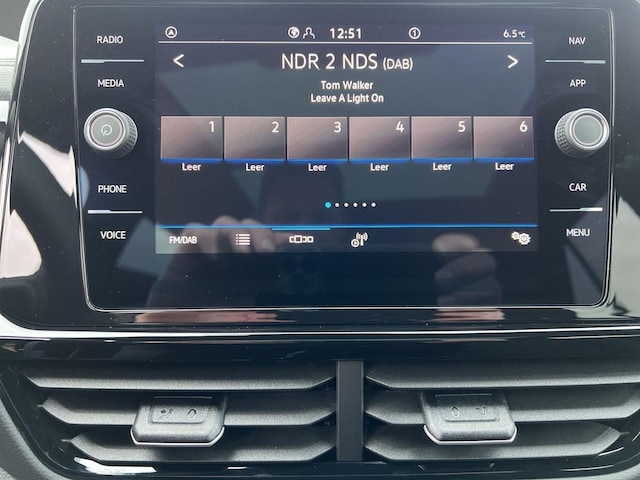 RADIO
12:51
1
6.5°C
NAV
NDR 2 NDS (DAB)
MEDIA
Tom Walker
APP
Leave A Light On
1 2 3 4 5 6
Leer Leer Leer Leer Leer Leer
PHONE
CAR
VOICE
FM/DAB
MENU